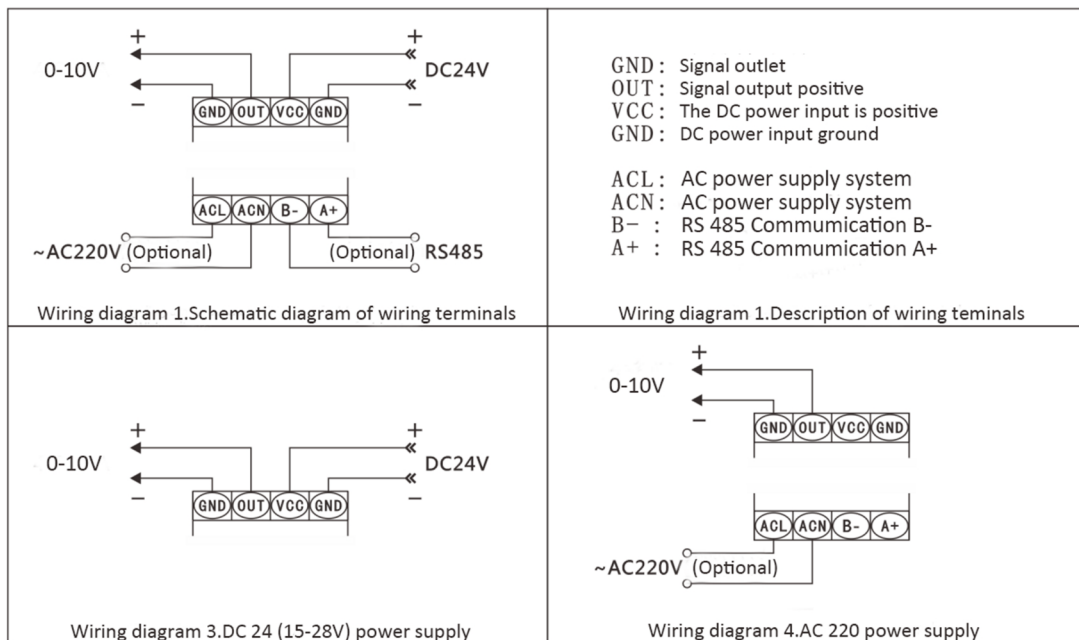 +
0-10V
−
+
DC24V
−
GND OUT VCC GND
ACL ACN B- A+
~AC220V (Optional)
(Optional) RS485
Wiring diagram 1.Schematic diagram of wiring terminals
GND: Signal outlet
OUT: Signal output positive
VCC: The DC power input is positive
GND: DC power input ground
ACL: AC power supply system
ACN: AC power supply system
B- : RS 485 Communication B-
A+ : RS 485 Commumication A+
Wiring diagram 1.Description of wiring teminals
+
0-10V
−
+
DC24V
−
GND OUT VCC GND
Wiring diagram 3.DC 24 (15-28V) power supply
+
0-10V
−
GND OUT VCC GND
ACL ACN B- A+
~AC220V (Optional)
Wiring diagram 4.AC 220 power supply